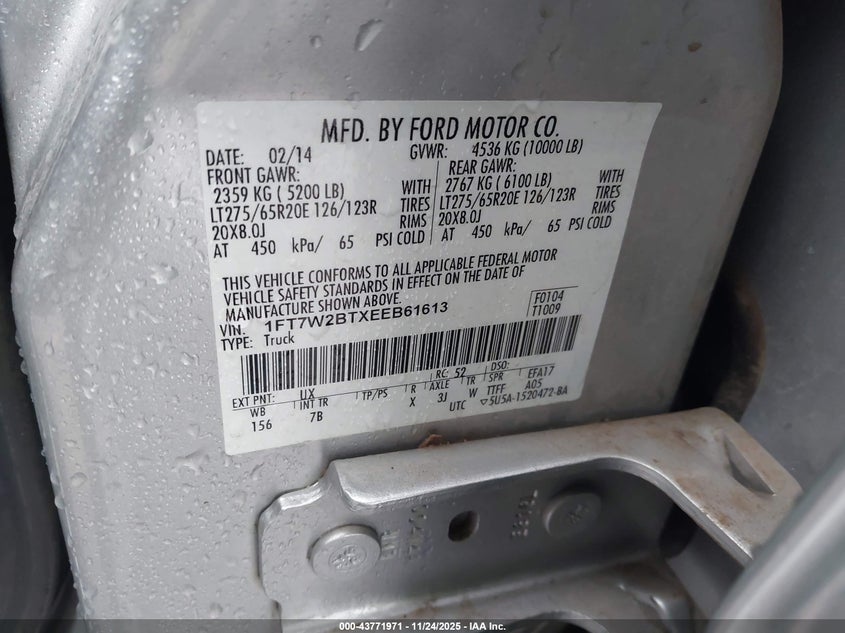 MFD. BY FORD MOTOR CO.
DATE: 02/14 GVWR: 4536 KG (10000 LB)
FRONT GAWR: REAR GAWR:
2359 KG ( 5200 LB) WITH 2767 KG ( 6100 LB) WITH
LT275/65R20E 126/123R TIRES LT275/65R20E 126/123R TIRES
20X8.0J RIMS 20X8.0J RIMS
AT 450 kPa/ 65 PSI COLD AT 450 kPa/ 65 PSI COLD
THIS VEHICLE CONFORMS TO ALL APPLICABLE FEDERAL MOTOR
VEHICLE SAFETY STANDARDS IN EFFECT ON THE DATE OF
MANUFACTURE SHOWN ABOVE. F0104
VIN: 1FT7W2BTXEEB61613 T1009
TYPE: Truck
EXT PNT: UX RC: 52 DSO:
WB INT TR TP/PS R AXLE TR SPR EFA17
156 7B X 3J W TTFF A05
UTC ▽5U5A-1520472-BA
000-43771971 - 11/24/2025 - IAA Inc.